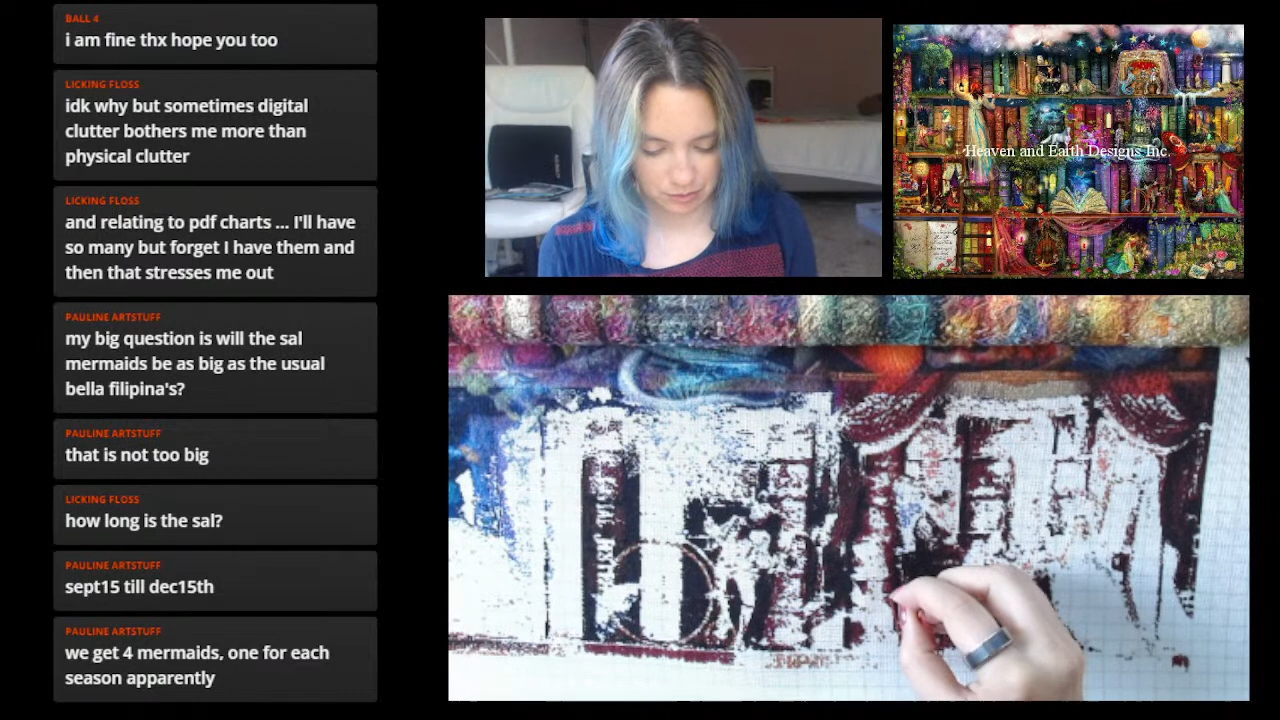 BALL 4
i am fine thx hope you too
LICKING FLOSS
idk why but sometimes digital
clutter bothers me more than
physical clutter
LICKING FLOSS
and relating to pdf charts ... I'll have
so many but forget I have them and
then that stresses me out
PAULINE ARTSTUFF
my big question is will the sal
mermaids be as big as the usual
bella filipina's?
PAULINE ARTSTUFF
that is not too big
LICKING FLOSS
how long is the sal?
PAULINE ARTSTUFF
sept15 till dec15th
PAULINE ARTSTUFF
we get 4 mermaids, one for each
season apparently
Heaven and Earth Designs Inc.